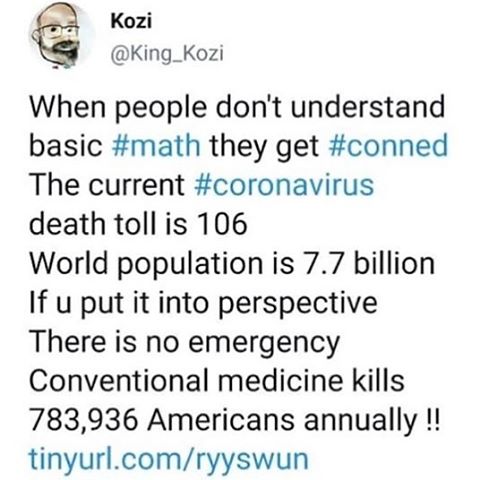 Kozi
@King_Kozi
When people don't understand
basic #math they get #conned
The current #coronavirus
death toll is 106
World population is 7.7 billion
If u put it into perspective
There is no emergency
Conventional medicine kills
783,936 Americans annually !!
tinyurl.com/ryyswun